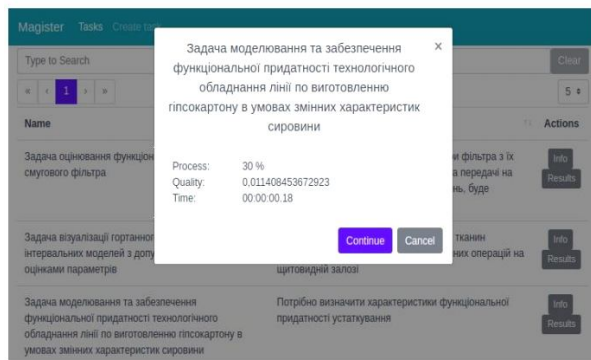 Magister Tasks Create task
Type to Search
Clear
« ‹ 1 › »
5
Name
Actions
Задача моделювання та забезпечення
функціональної придатності технологічного
обладнання лінії по виготовленню
гіпсокартону в умовах змінних характеристик
сировини
×
Process: 30 %
Quality: 0,011408453672923
Time: 00:00:00.18
Continue Cancel
Задача оцінювання функціон
смугового фільтра
и фільтра з їх
а передачі на
нь, буде
Info
Results
Задача візуалізації гортанног
інтервальних моделей з допу
оцінками параметрів
тканин
них операцій на
щитовидній залозі
Info
Results
Задача моделювання та забезпечення
функціональної придатності технологічного
обладнання лінії по виготовленню гіпсокартону в
умовах змінних характеристик сировини
Потрібно визначити характеристики функціональної
придатності устаткування
Info
Results